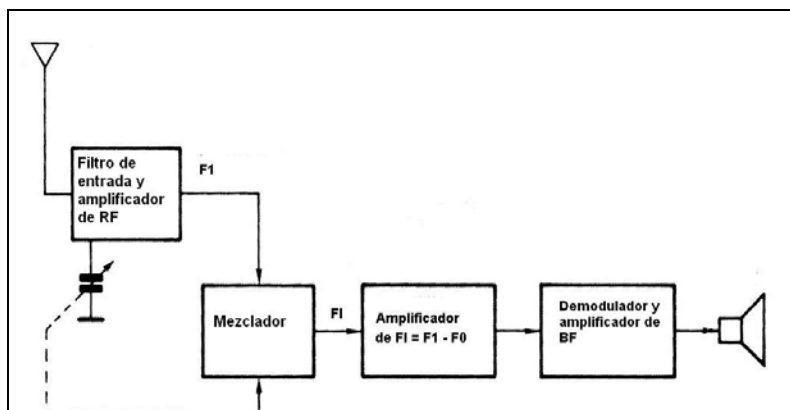 Filtro de
entrada y
amplificador
de RF
F1
Mezclador
FI
Amplificador
de FI = F1 - F0
Demodulador y
amplificador de
BF